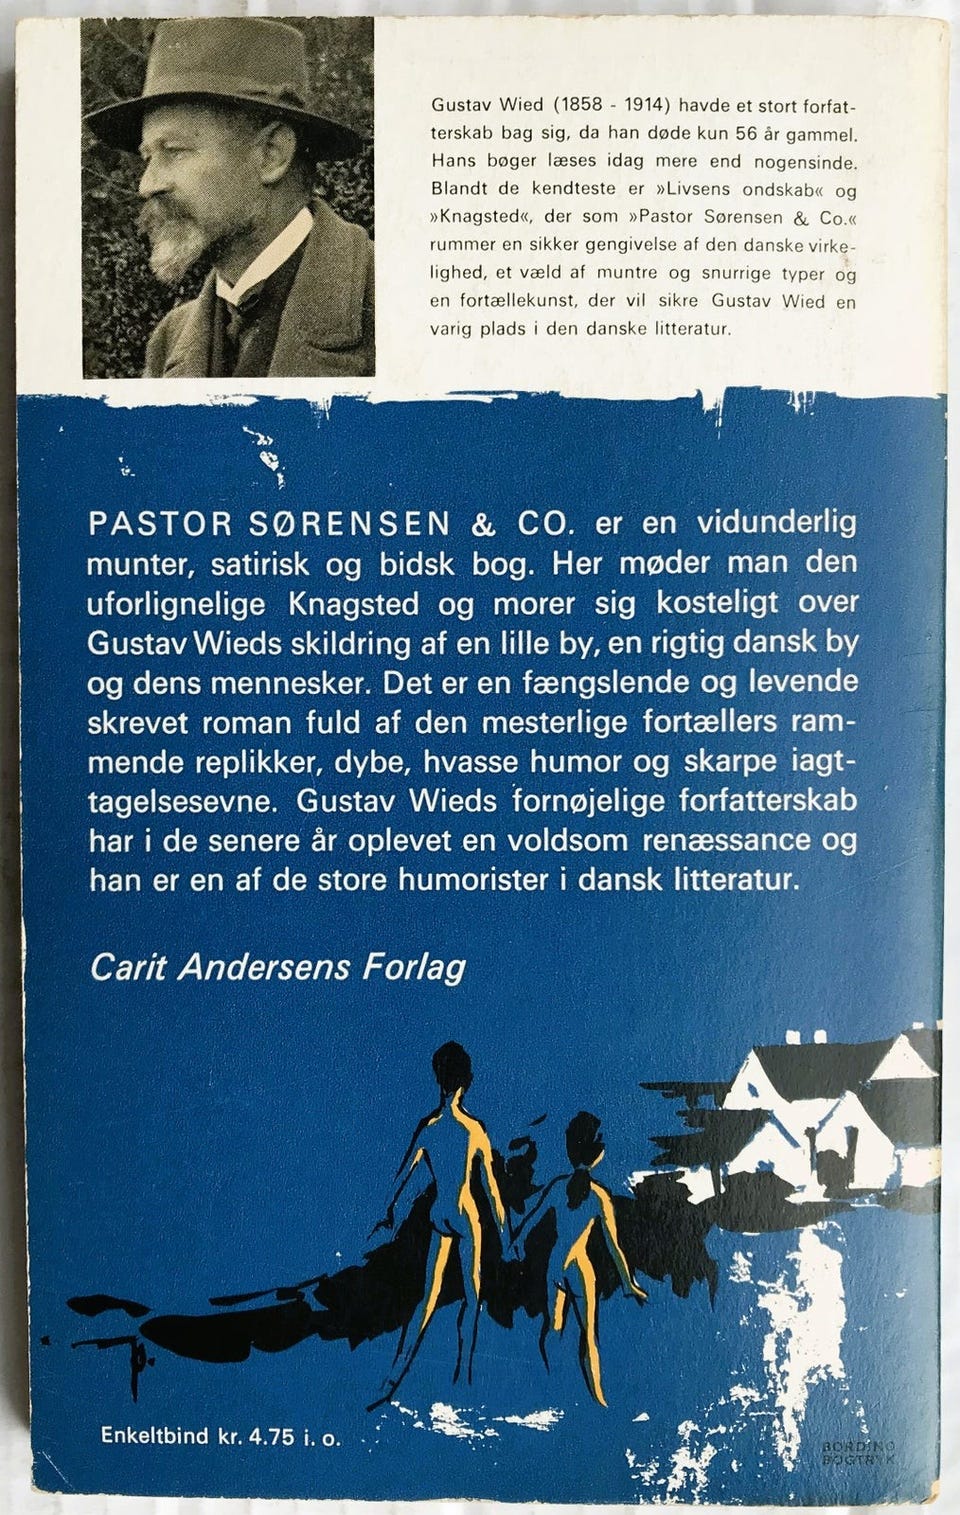 Gustav Wied (1858 - 1914) havde et stort forfat-
terskab bag sig, da han døde kun 56 år gammel.
Hans bøger læses idag mere end nogensinde.
Blandt de kendteste er »Livsens ondskab« og
»Knagsted«, der som »Pastor Sørensen & Co.«
rummer en sikker gengivelse af den danske virke-
lighed, et væld af muntre og snurrige typer og
en fortællekunst, der vil sikre Gustav Wied en
varig plads i den danske litteratur.
PASTOR SØRENSEN & CO. er en vidunderlig
munter, satirisk og bidsk bog. Her møder man den
uforlignelige Knagsted og morer sig kosteligt over
Gustav Wieds skildring af en lille by, en rigtig dansk by
og dens mennesker. Det er en fængslende og levende
skrevet roman fuld af den mesterlige fortællers ram-
mende replikker, dybe, hvasse humor og skarpe iagt-
tagelsesevne. Gustav Wieds fornøjelige forfatterskab
har i de senere år oplevet en voldsom renæssance og
han er en af de store humorister i dansk litteratur.
Carit Andersens Forlag
Enkeltbind kr. 4.75 i. o.
BORDING
BOGTRYK